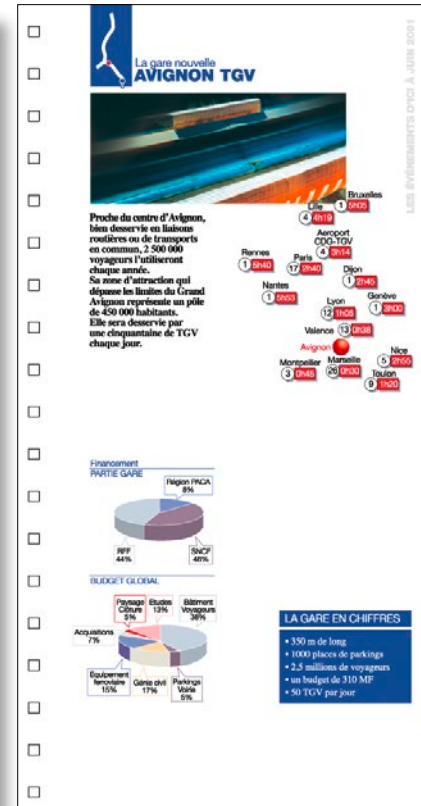 La gare nouvelle
AVIGNON TGV
LES ÉVÉNEMENTS D'ICI À JUIN 2001
Proche du centre d'Avignon,
bien desservie en liaisons
routières ou de transports
en commun, 2 500 000
voyageurs l'utiliseront
chaque année.
Sa zone d'attraction qui
dépasse les limites du Grand
Avignon représente un pôle
de 450 000 habitants.
Elle sera desservie par
une cinquantaine de TGV
chaque jour.
Bruxelles
1 5h05
Lille
4 4h19
Aeroport
CDG-TGV
4 3h14
Rennes
1 5h40
Paris
17 2h40
Dijon
1 2h45
Nantes
1 5h53
Genève
1 3h00
Lyon
12 1h05
Valence 13 0h38
Avignon
Nice
5 2h55
Montpellier
3 0h45
Marseille
26 0h30
Toulon
9 1h20
Financement
PARTIE GARE
Région PACA
8%
RFF
44%
SNCF
48%
BUDGET GLOBAL
Paysage
Clôture
5%
Etudes
13%
Bâtiment
Voyageurs
38%
Acquisitions
7%
Equipement
ferroviaire
15%
Génie civil
17%
Parkings
Voirie
5%
LA GARE EN CHIFFRES
• 350 m de long
• 1000 places de parkings
• 2,5 millions de voyageurs
• un budget de 310 MF
• 50 TGV par jour